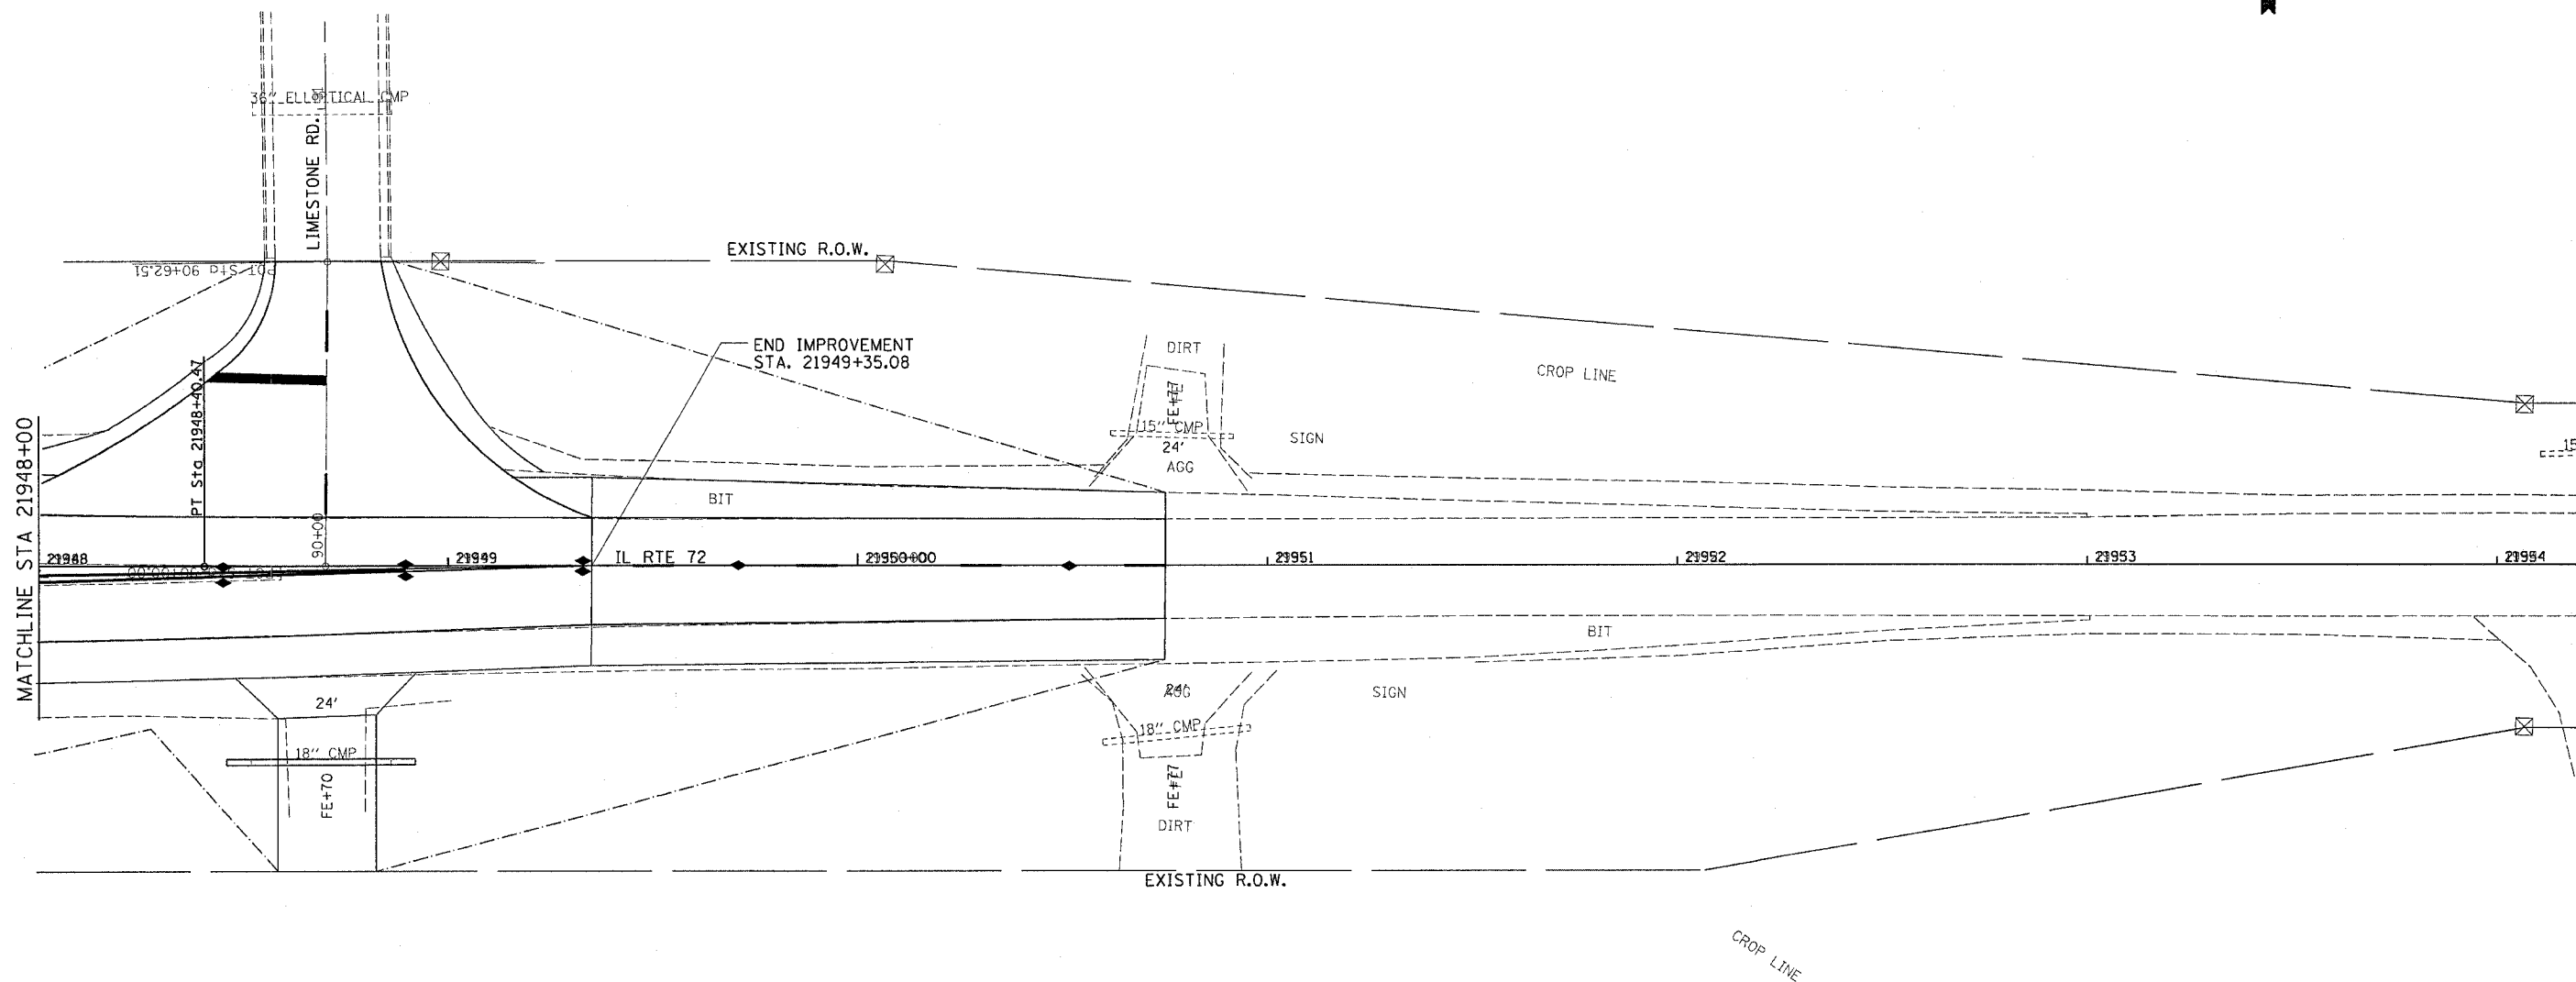 36" ELLIPTICAL CMP
LIMESTONE RD.
EXISTING R.O.W.
POT Sta 90+62.51
END IMPROVEMENT
STA. 21949+35.08
DIRT
FE+77
15" CMP
24'
AGG
CROP LINE
SIGN
15
PT Sta 21948+40.47
MATCHLINE STA 21948+00
BIT
90+00
21948
21949
IL RTE 72
21950+00
21951
21952
21953
21954
BIT
24'
18" CMP
FE+70
24'
AGG
18" CMP
FE+77
DIRT
SIGN
EXISTING R.O.W.
CROP LINE